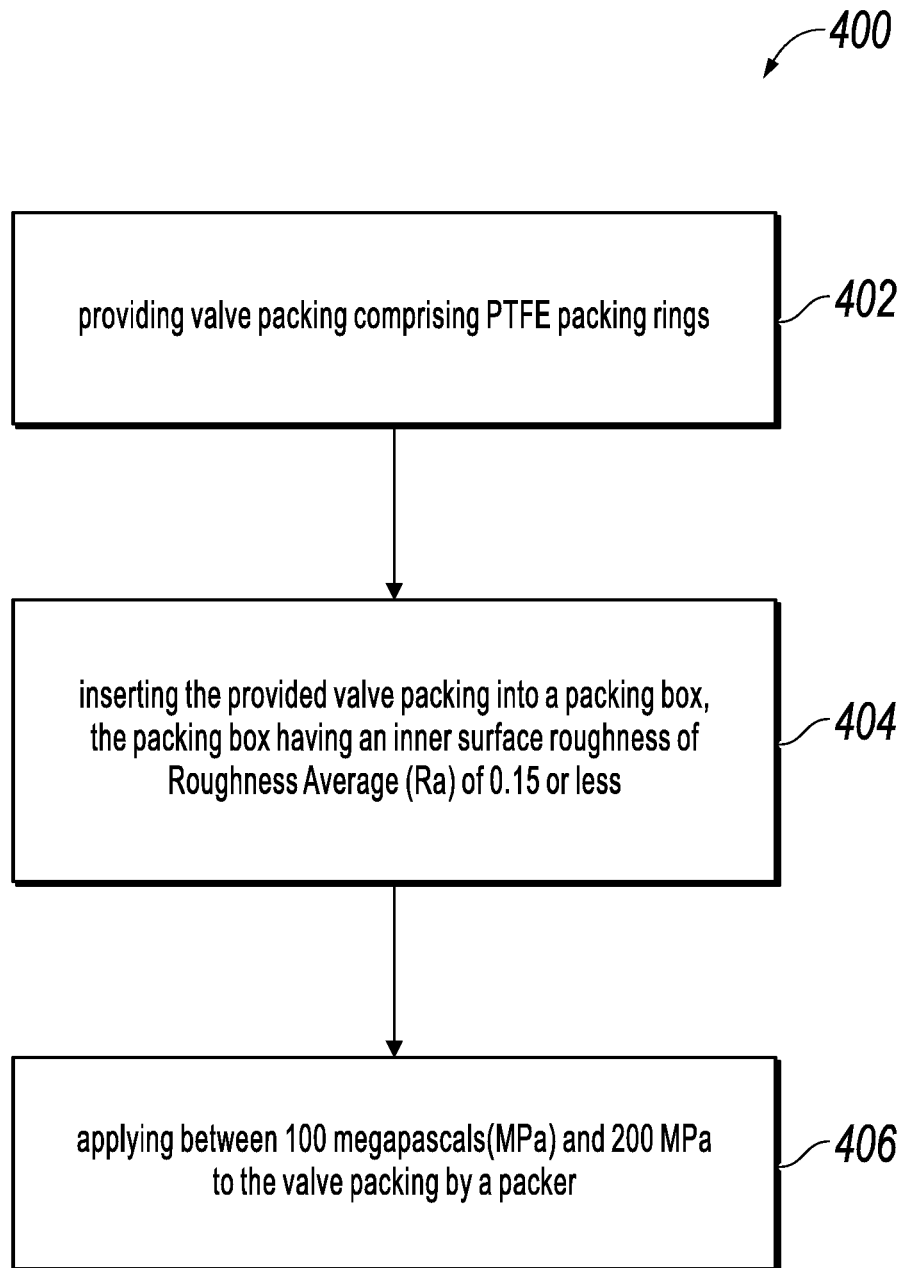 400
providing valve packing comprising PTFE packing rings
402
inserting the provided valve packing into a packing box,
the packing box having an inner surface roughness of
Roughness Average (Ra) of 0.15 or less
404
applying between 100 megapascals(MPa) and 200 MPa
to the valve packing by a packer
406